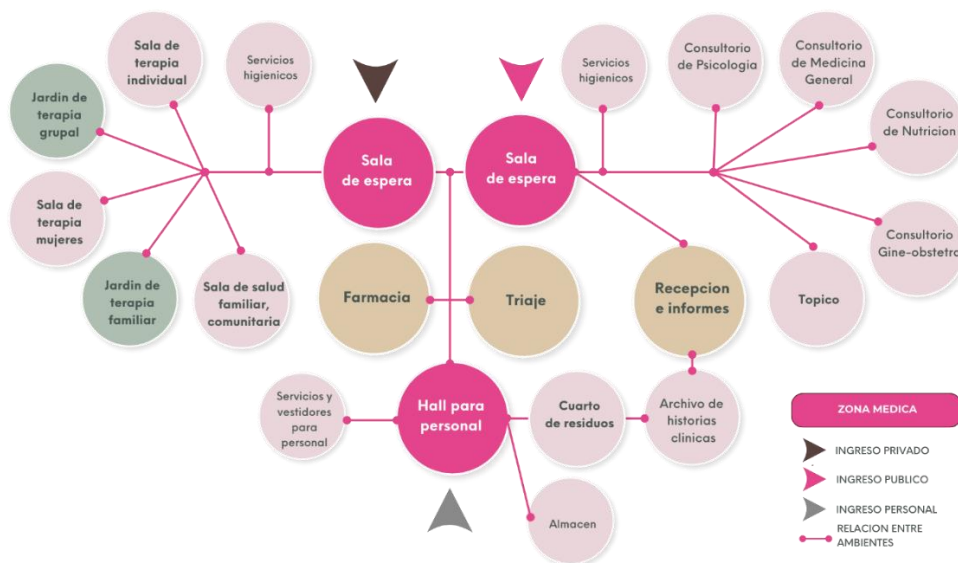 Sala de
terapia
individual
Servicios
higienicos
Jardin de
terapia
grupal
Sala de
terapia
mujeres
Jardin de
terapia
familiar
Sala de salud
familiar,
comunitaria
Sala
de espera
Sala
de espera
Servicios
higienicos
Consultorio
de Psicologia
Consultorio
de Medicina
General
Consultorio
de Nutricion
Consultorio
Gine-obstetra
Topico
Farmacia
Triaje
Recepcion
e informes
Servicios y
vestidores
para
personal
Hall para
personal
Cuarto
de residuos
Archivo de
historias
clinicas
Almacen
ZONA MEDICA
INGRESO PRIVADO
INGRESO PUBLICO
INGRESO PERSONAL
RELACION ENTRE
AMBIENTES